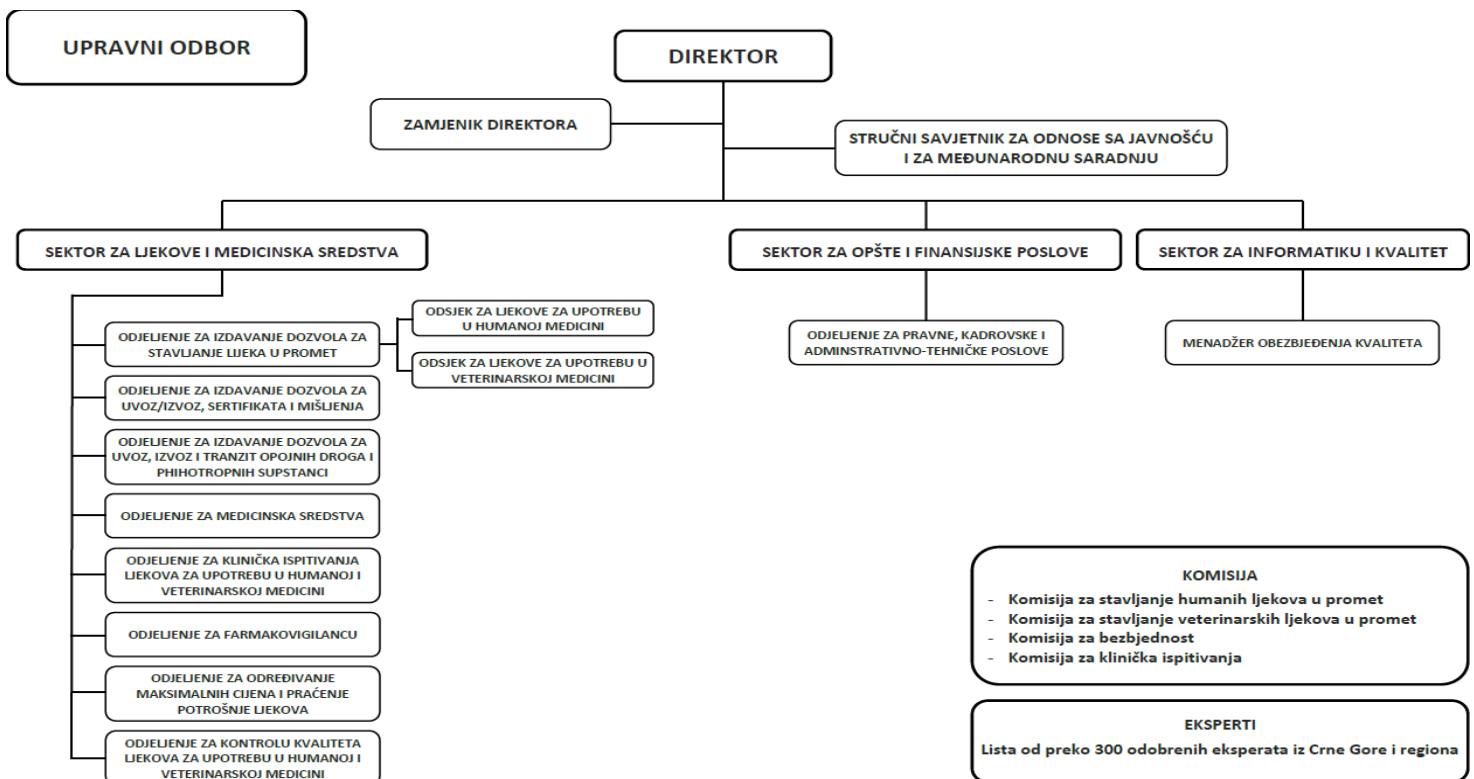 UPRAVNI ODBOR
DIREKTOR
ZAMJENIK DIREKTORA
STRUČNI SAVJETNIK ZA ODNOSE SA JAVNOŠĆU
I ZA MEĐUNARODNU SARADNJU
SEKTOR ZA LJEKOVE I MEDICINSKA SREDSTVA
SEKTOR ZA OPŠTE I FINANSIJSKE POSLOVE
SEKTOR ZA INFORMATIKU I KVALITET
ODJELJENJE ZA IZDAVANJE DOZVOLA ZA
STAVLJANJE LIJEKA U PROMET
ODSJEK ZA LJEKOVE ZA UPOTREBU
U HUMANOJ MEDICINI
ODSJEK ZA LJEKOVE ZA UPOTREBU U
VETERINARSKOJ MEDICINI
ODJELJENJE ZA PRAVNE, KADROVSKE I
ADMINSTRATIVNO-TEHNIČKE POSLOVE
MENADŽER OBEZBJEĐENJA KVALITETA
ODJELJENJE ZA IZDAVANJE DOZVOLA ZA
UVOZ/IZVOZ, SERTIFIKATA I MIŠLJENJA
ODJELJENJE ZA IZDAVANJE DOZVOLA ZA
UVOZ, IZVOZ I TRANZIT OPOJNIH DROGA I
PHIHOTROPNIH SUPSTANCI
ODJELJENJE ZA MEDICINSKA SREDSTVA
ODJELJENJE ZA KLINIČKA ISPITIVANJA
LJEKOVA ZA UPOTREBU U HUMANOJ I
VETERINARSKOJ MEDICINI
ODJELJENJE ZA FARMAKOVIGILANCU
ODJELJENJE ZA ODREĐIVANJE
MAKSIMALNIH CIJENA I PRAĆENJE
POTROŠNJE LJEKOVA
ODJELJENJE ZA KONTROLU KVALITETA
LJEKOVA ZA UPOTREBU U HUMANOJ I
VETERINARSKOJ MEDICINI
KOMISIJA
- Komisija za stavljanje humanih ljekova u promet
- Komisija za stavljanje veterinarskih ljekova u promet
- Komisija za bezbjednost
- Komisija za klinička ispitivanja
EKSPERTI
Lista od preko 300 odobrenih eksperata iz Crne Gore i regiona